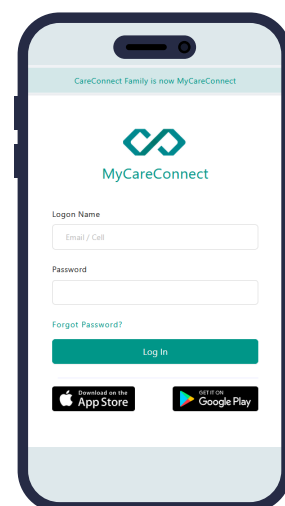 CareConnect Family is now MyCareConnect
MyCareConnect
Logon Name
Email / Cell
Password
Forgot Password?
Log In
Download on the
App Store
GET IT ON
Google Play